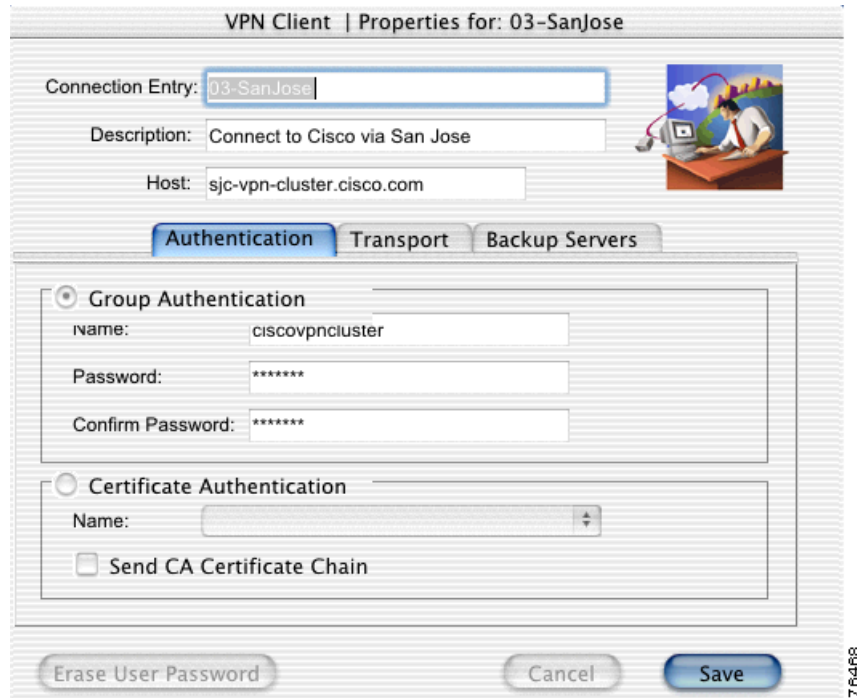 VPN Client | Properties for: 03-SanJose
Connection Entry: 03-SanJose
Description: Connect to Cisco via San Jose
Host: sjc-vpn-cluster.cisco.com
Authentication Transport Backup Servers
Group Authentication
Name: ciscovpncluster
Password: *******
Confirm Password: *******
Certificate Authentication
Name:
Send CA Certificate Chain
Erase User Password Cancel Save